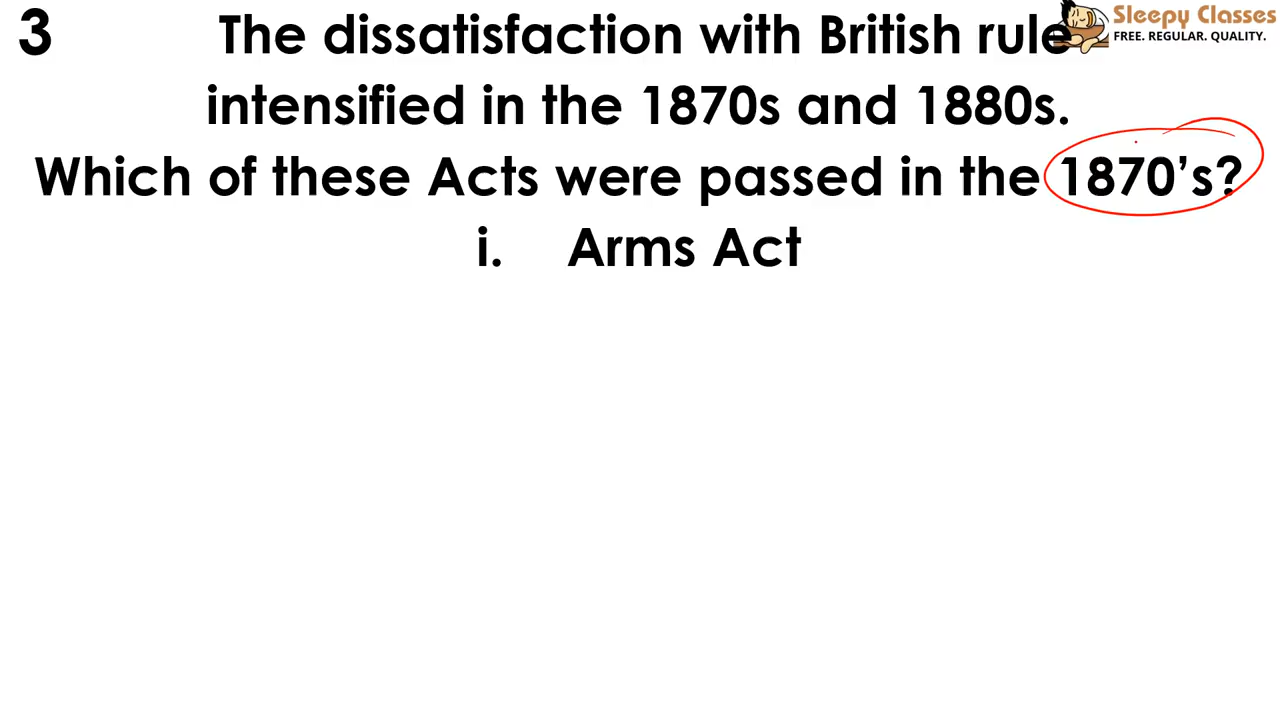 3 The dissatisfaction with British rule
Sleepy Classes
FREE. REGULAR. QUALITY.
intensified in the 1870s and 1880s.
Which of these Acts were passed in the 1870's?
i. Arms Act